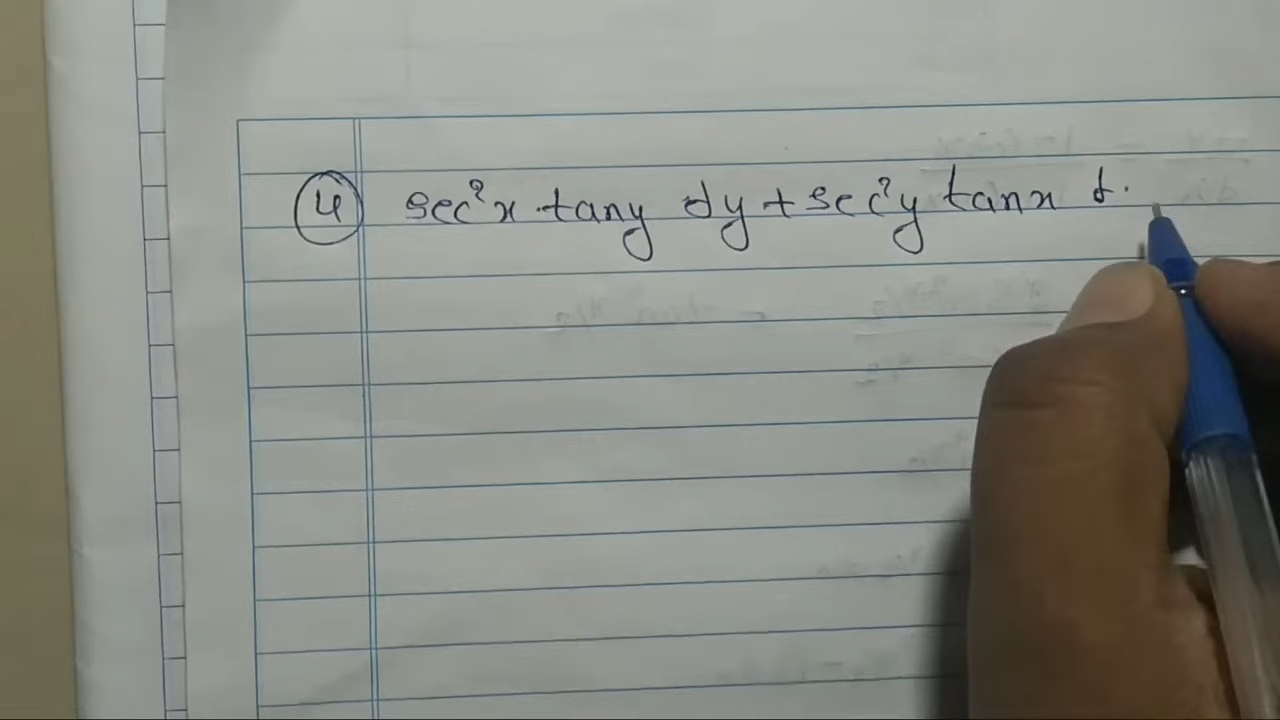 4 sec²x tany dy + sec²y tanx d